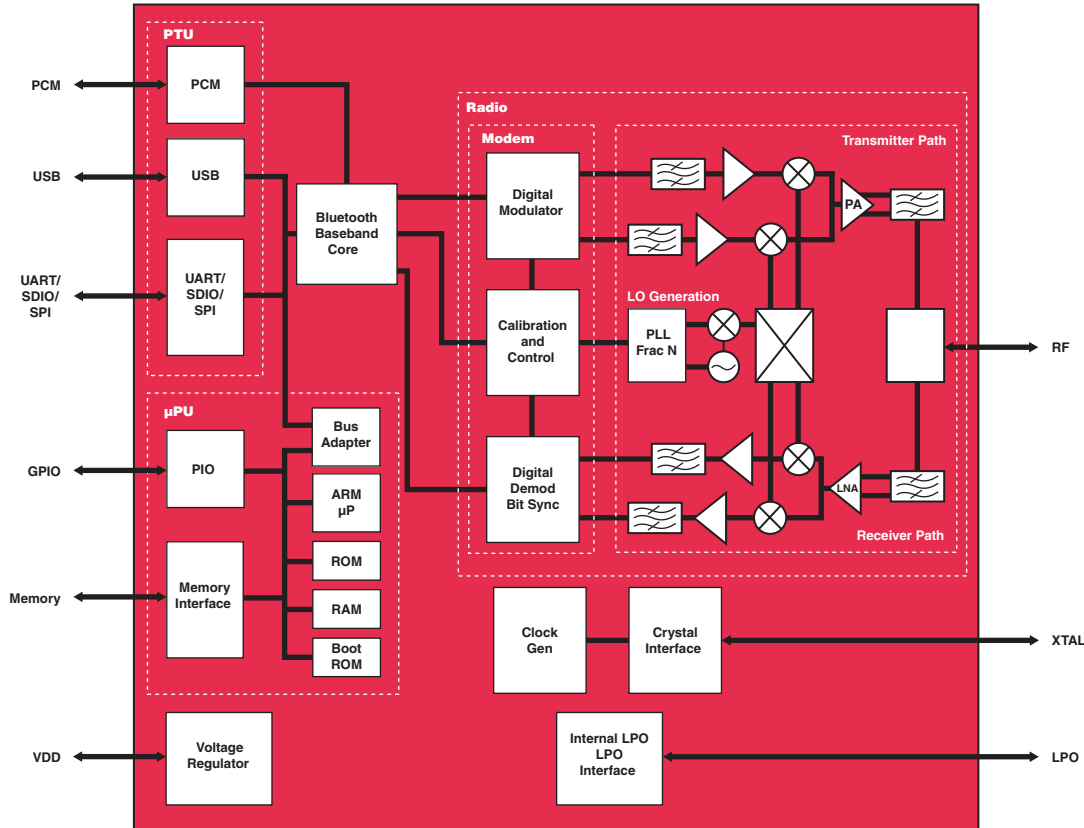 PTU
PCM
PCM
USB
USB
UART/
SDIO/
SPI
UART/
SDIO/
SPI
Bluetooth
Baseband
Core
Radio
Modem
Digital
Modulator
Calibration
and
Control
Digital
Demod
Bit Sync
Transmitter Path
PA
LO Generation
PLL
Frac N
RF
LNA
Receiver Path
µPU
GPIO
PIO
Bus
Adapter
ARM
µP
ROM
RAM
Boot
ROM
Memory
Memory
Interface
Clock
Gen
Crystal
Interface
XTAL
VDD
Voltage
Regulator
Internal LPO
LPO
Interface
LPO